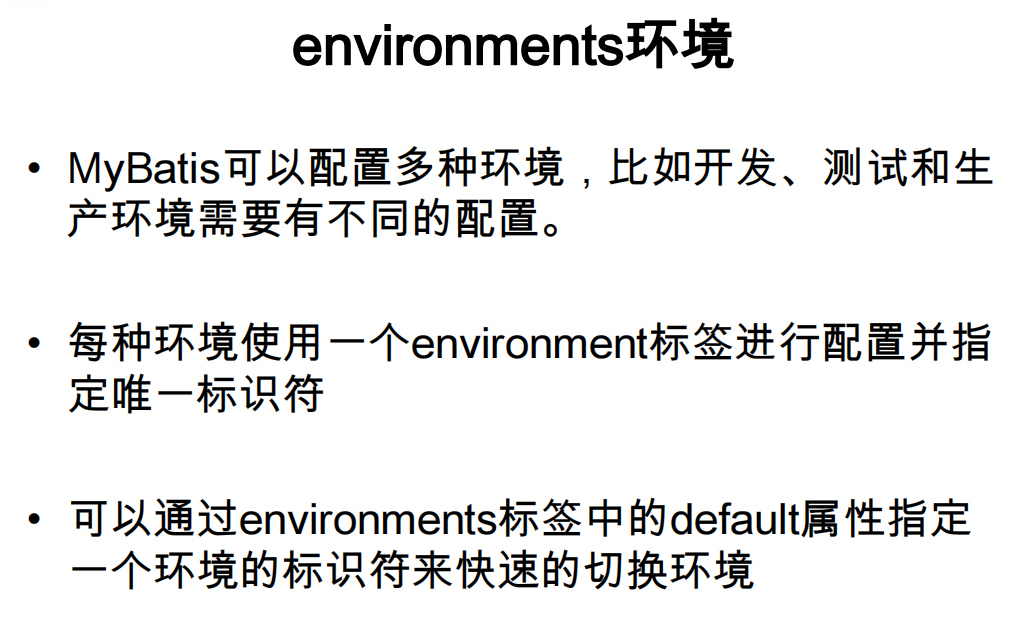 environments环境
• MyBatis可以配置多种环境，比如开发、测试和生
产环境需要有不同的配置。
• 每种环境使用一个environment标签进行配置并指
定唯一标识符
• 可以通过environments标签中的default属性指定
一个环境的标识符来快速的切换环境